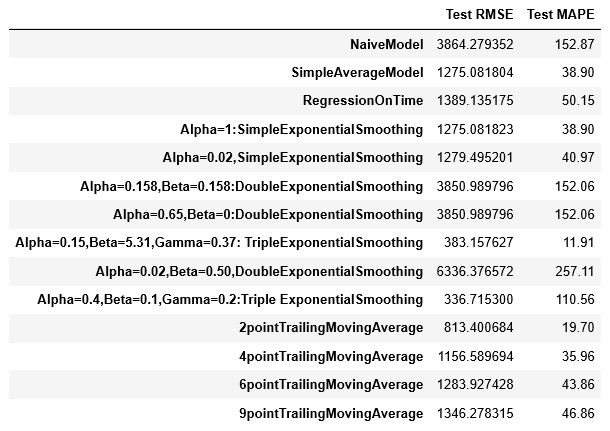 Test RMSE Test MAPE
NaiveModel 3864.279352 152.87
SimpleAverageModel 1275.081804 38.90
RegressionOnTime 1389.135175 50.15
Alpha=1:SimpleExponentialSmoothing 1275.081823 38.90
Alpha=0.02,SimpleExponentialSmoothing 1279.495201 40.97
Alpha=0.158,Beta=0.158:DoubleExponentialSmoothing 3850.989796 152.06
Alpha=0.65,Beta=0:DoubleExponentialSmoothing 3850.989796 152.06
Alpha=0.15,Beta=5.31,Gamma=0.37: TripleExponentialSmoothing 383.157627 11.91
Alpha=0.02,Beta=0.50,DoubleExponentialSmoothing 6336.376572 257.11
Alpha=0.4,Beta=0.1,Gamma=0.2:Triple ExponentialSmoothing 336.715300 110.56
2pointTrailingMovingAverage 813.400684 19.70
4pointTrailingMovingAverage 1156.589694 35.96
6pointTrailingMovingAverage 1283.927428 43.86
9pointTrailingMovingAverage 1346.278315 46.86